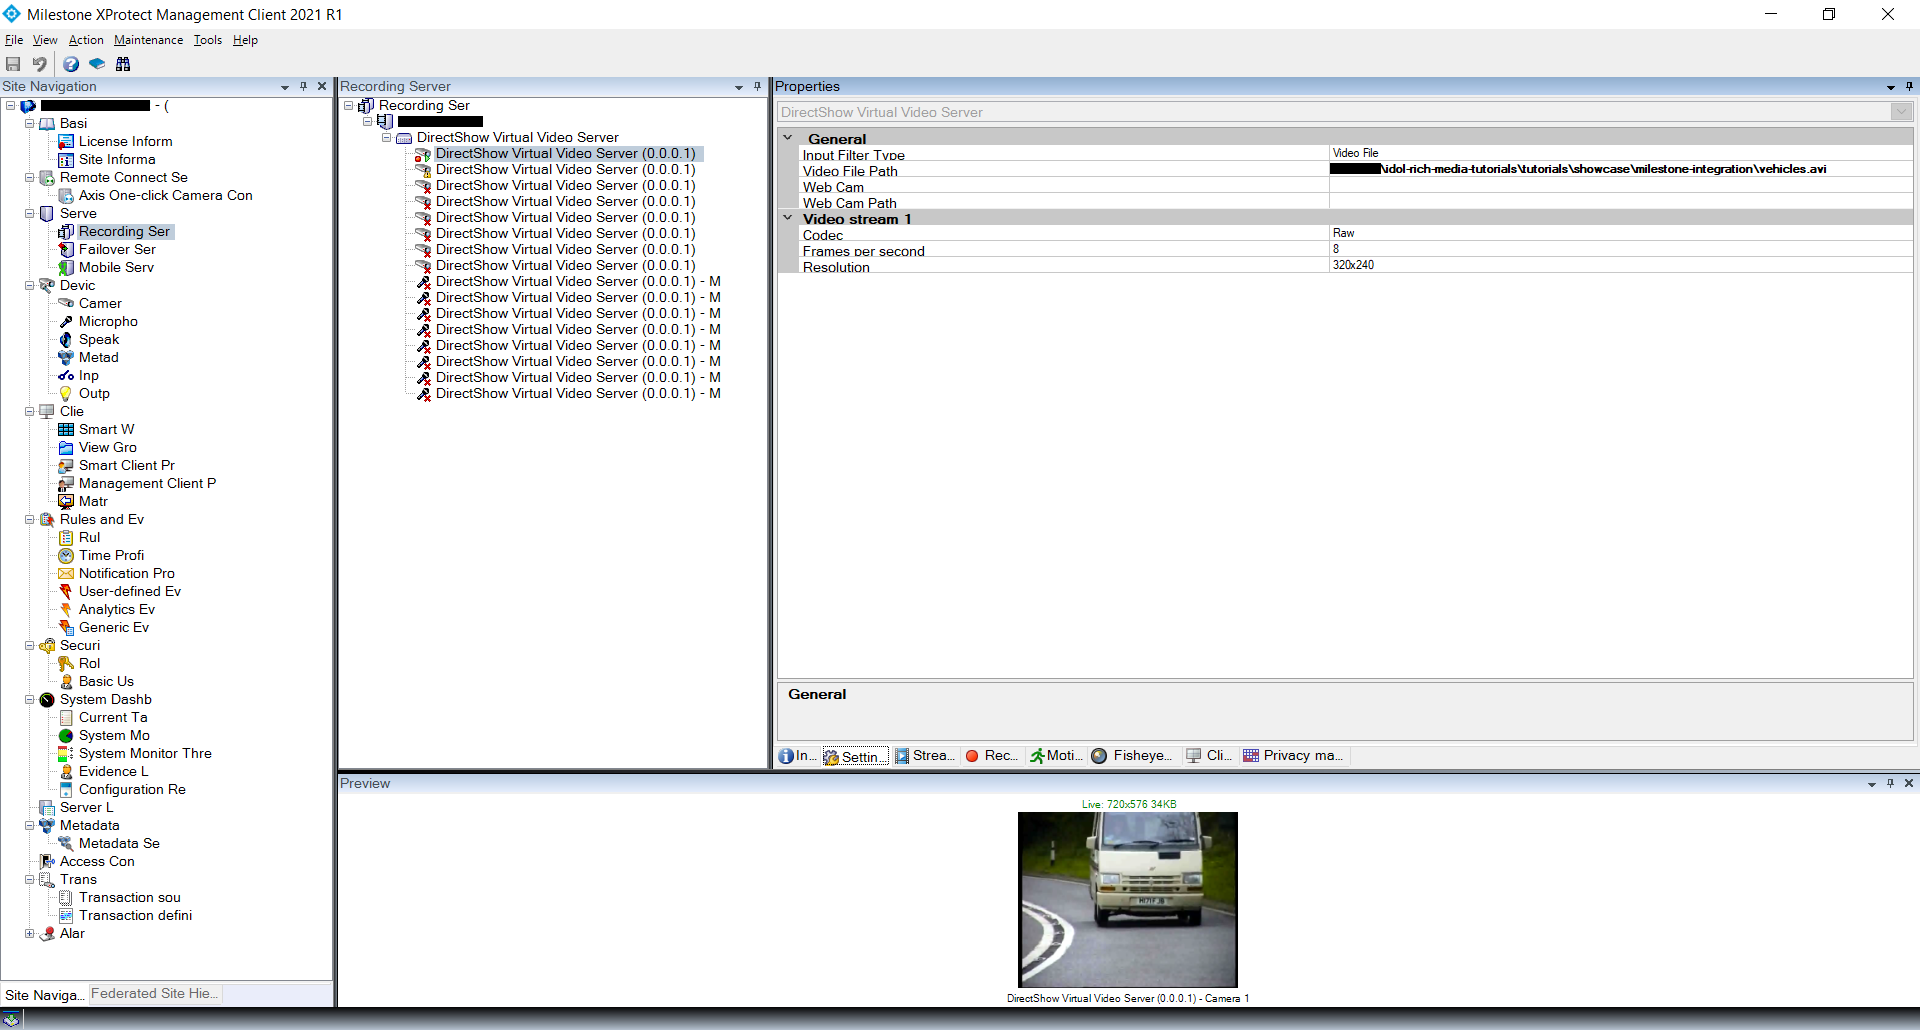 Milestone XProtect Management Client 2021 R1
File View Action Maintenance Tools Help
Site Navigation
- (
Basi
License Inform
Site Informa
Remote Connect Se
Axis One-click Camera Con
Serve
Recording Ser
Failover Ser
Mobile Serv
Devic
Camer
Micropho
Speak
Metad
Inp
Outp
Clie
Smart W
View Gro
Smart Client Pr
Management Client P
Matr
Rules and Ev
Rul
Time Profi
Notification Pro
User-defined Ev
Analytics Ev
Generic Ev
Securi
Rol
Basic Us
System Dashb
Current Ta
System Mo
System Monitor Thre
Evidence L
Configuration Re
Server L
Metadata
Metadata Se
Access Con
Trans
Transaction sou
Transaction defini
Alar
Site Naviga... Federated Site Hie...
Recording Server
Recording Ser
DirectShow Virtual Video Server
DirectShow Virtual Video Server (0.0.0.1)
DirectShow Virtual Video Server (0.0.0.1)
DirectShow Virtual Video Server (0.0.0.1)
DirectShow Virtual Video Server (0.0.0.1)
DirectShow Virtual Video Server (0.0.0.1)
DirectShow Virtual Video Server (0.0.0.1)
DirectShow Virtual Video Server (0.0.0.1)
DirectShow Virtual Video Server (0.0.0.1)
DirectShow Virtual Video Server (0.0.0.1) - M
DirectShow Virtual Video Server (0.0.0.1) - M
DirectShow Virtual Video Server (0.0.0.1) - M
DirectShow Virtual Video Server (0.0.0.1) - M
DirectShow Virtual Video Server (0.0.0.1) - M
DirectShow Virtual Video Server (0.0.0.1) - M
DirectShow Virtual Video Server (0.0.0.1) - M
DirectShow Virtual Video Server (0.0.0.1) - M
Properties
DirectShow Virtual Video Server
General
Input Filter Type Video File
Video File Path \idol-rich-media-tutorials\tutorials\showcase\milestone-integration\vehicles.avi
Web Cam
Web Cam Path
Video stream 1
Codec Raw
Frames per second 8
Resolution 320x240
General
In... Settin... Strea... Rec... Moti... Fisheye... Cli... Privacy ma...
Preview
Live: 720x576 34KB
DirectShow Virtual Video Server (0.0.0.1) - Camera 1